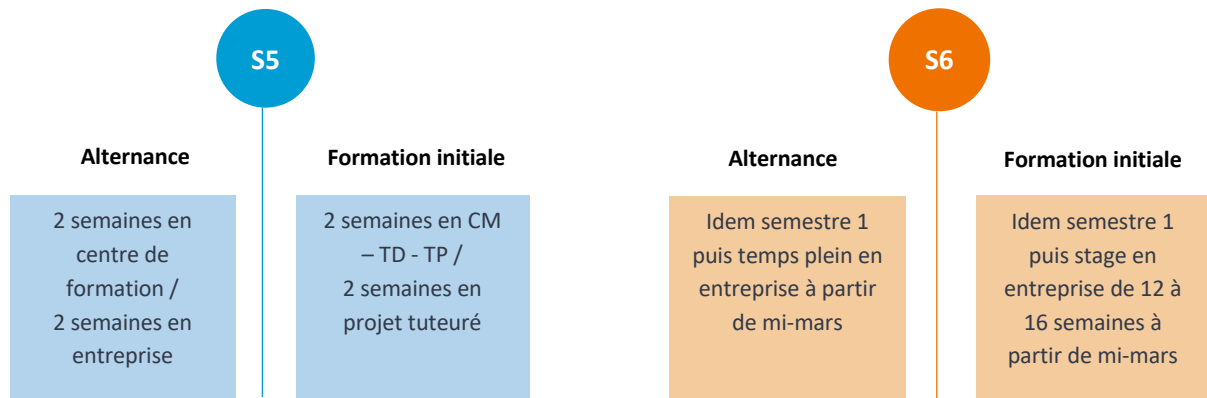 S5
Alternance
2 semaines en
centre de
formation /
2 semaines en
entreprise
Formation initiale
2 semaines en CM
– TD - TP /
2 semaines en
projet tuteuré
S6
Alternance
Idem semestre 1
puis temps plein en
entreprise à partir
de mi-mars
Formation initiale
Idem semestre 1
puis stage en
entreprise de 12 à
16 semaines à
partir de mi-mars